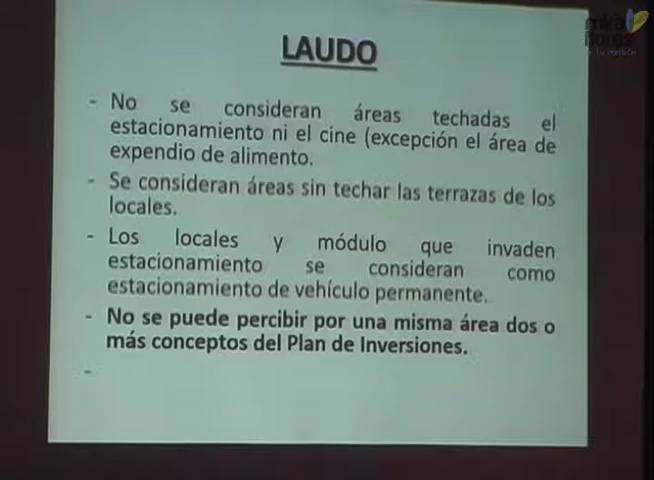 mira
flores
LAUDO
- No se consideran áreas techadas el
estacionamiento ni el cine (excepción el área de
expendio de alimento.
- Se consideran áreas sin techar las terrazas de los
locales.
- Los locales y módulo que invaden
estacionamiento se consideran como
estacionamiento de vehículo permanente.
- No se puede percibir por una misma área dos o
más conceptos del Plan de Inversiones.
-